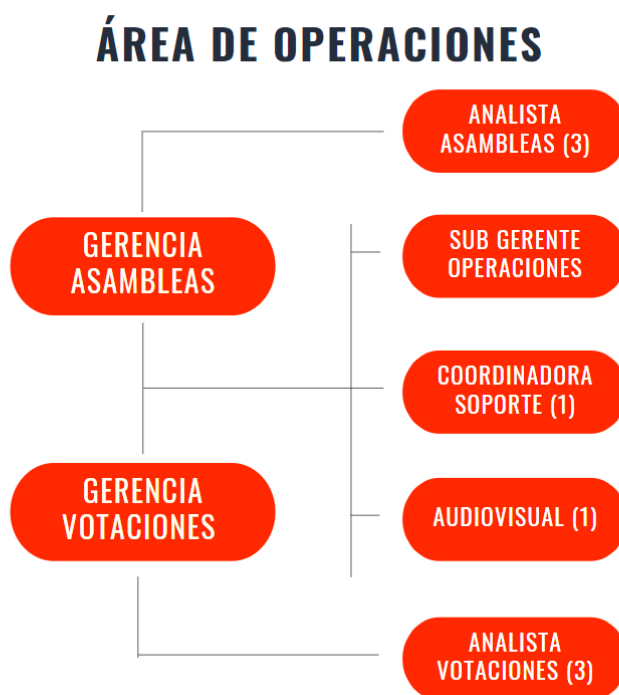 ÁREA DE OPERACIONES
ANALISTA
ASAMBLEAS (3)
GERENCIA
ASAMBLEAS
SUB GERENTE
OPERACIONES
COORDINADORA
SOPORTE (1)
GERENCIA
VOTACIONES
AUDIOVISUAL (1)
ANALISTA
VOTACIONES (3)